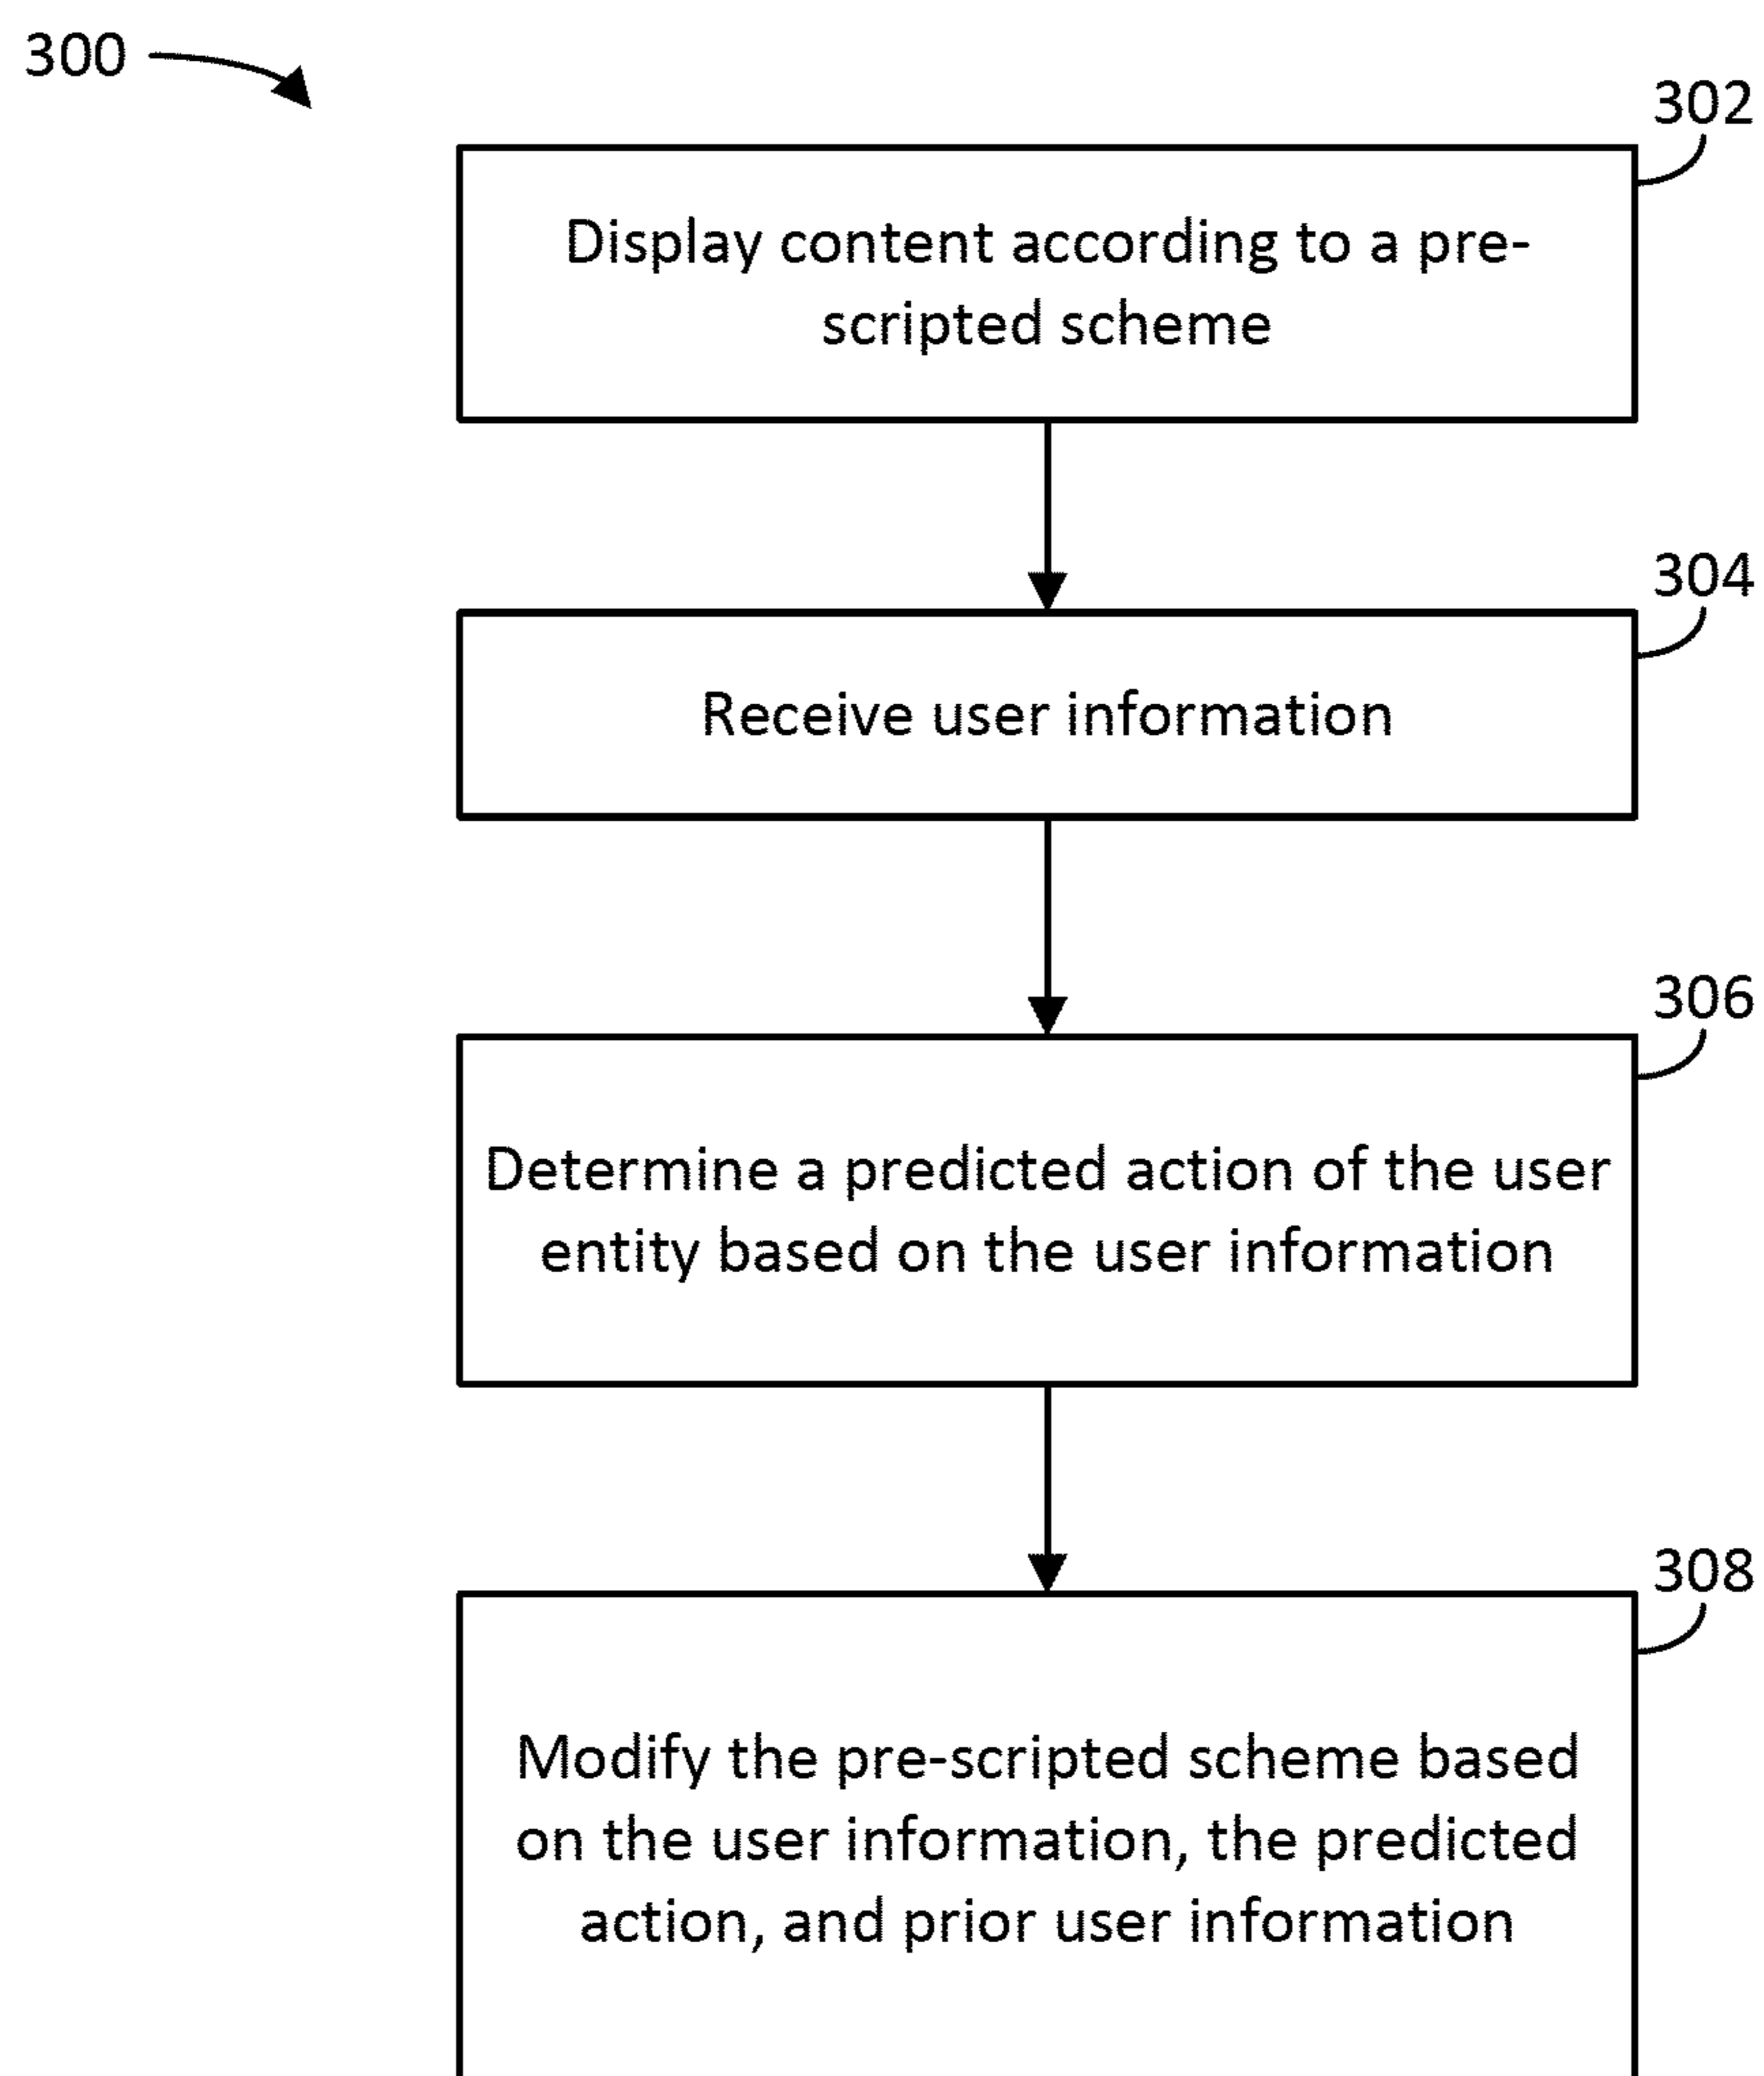 300
302
Display content according to a pre-
scripted scheme
304
Receive user information
306
Determine a predicted action of the user
entity based on the user information
308
Modify the pre-scripted scheme based
on the user information, the predicted
action, and prior user information